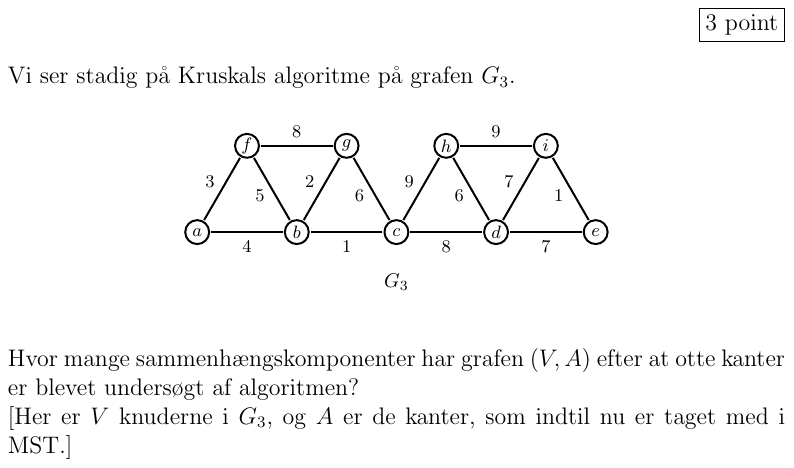 3 point
Vi ser stadig på Kruskals algoritme på grafen G₃.
8 9
f g h i
3 5 2 6 9 6 7 1
a b c d e
4 1 8 7
G₃
Hvor mange sammenhængskomponenter har grafen (V, A) efter at otte kanter
er blevet undersøgt af algoritmen?
[Her er V knuderne i G₃, og A er de kanter, som indtil nu er taget med i
MST.]